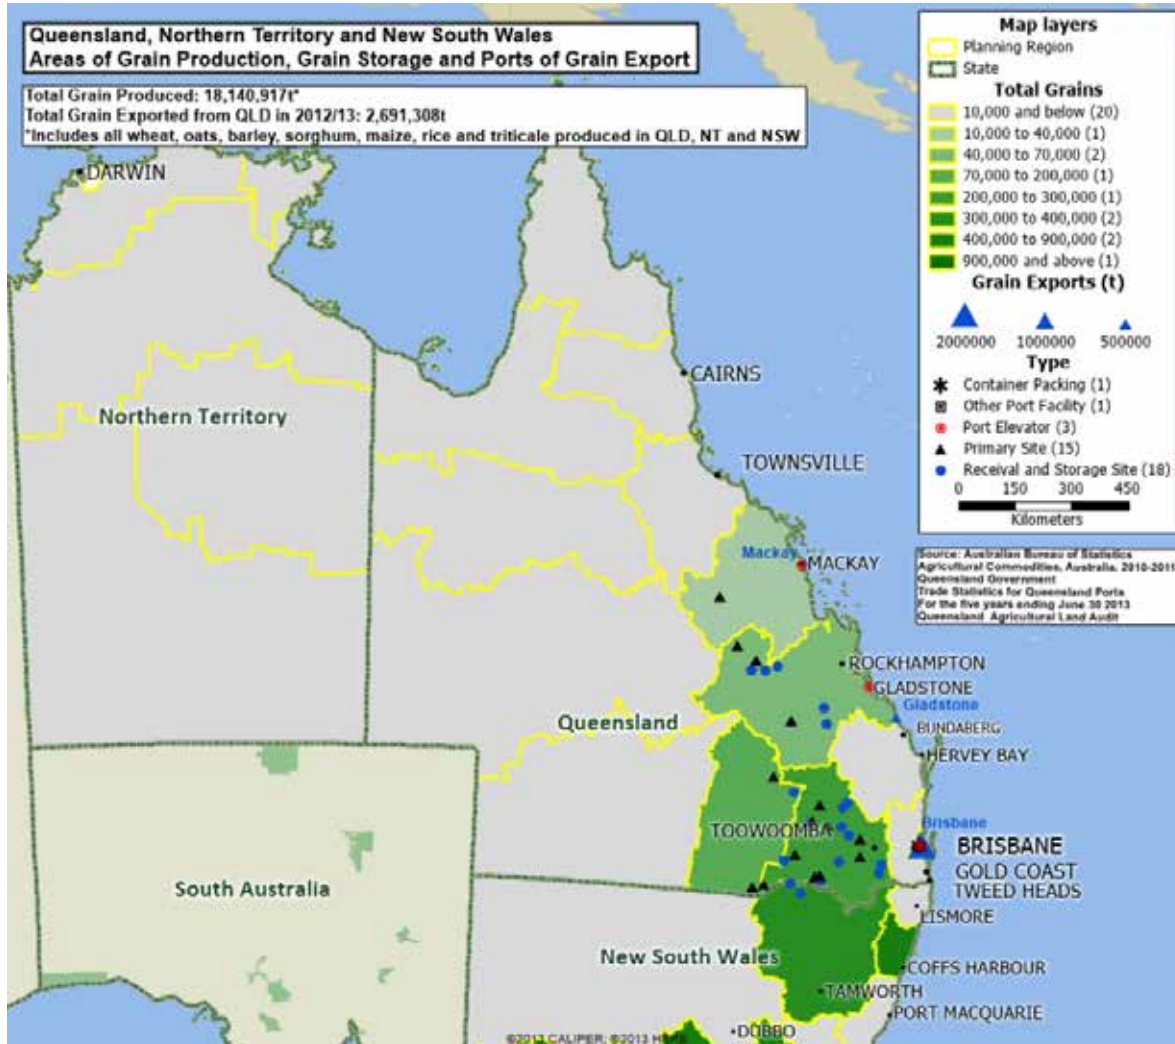 Queensland, Northern Territory and New South Wales
Areas of Grain Production, Grain Storage and Ports of Grain Export
Total Grain Produced: 18,140,917t*
Total Grain Exported from QLD in 2012/13: 2,691,308t
*Includes all wheat, oats, barley, sorghum, maize, rice and triticale produced in QLD, NT and NSW
Map layers
Planning Region
State
Total Grains
10,000 and below (20)
10,000 to 40,000 (1)
40,000 to 70,000 (2)
70,000 to 200,000 (1)
200,000 to 300,000 (1)
300,000 to 400,000 (2)
400,000 to 900,000 (2)
900,000 and above (1)
Grain Exports (t)
2000000 1000000 500000
Type
Container Packing (1)
Other Port Facility (1)
Port Elevator (3)
Primary Site (15)
Receival and Storage Site (18)
0 150 300 450
Kilometers
Source: Australian Bureau of Statistics
Agricultural Commodities, Australia. 2010-2011
Queensland Government
Trade Statistics for Queensland Ports
For the five years ending June 30 2013
Queensland Agricultural Land Audit
DARWIN
CAIRNS
Northern Territory
TOWNSVILLE
Mackay
MACKAY
ROCKHAMPTON
GLADSTONE
Gladstone
Queensland
BUNDABERG
HERVEY BAY
Brisbane
TOOWOOMBA
BRISBANE
GOLD COAST
South Australia
TWEED HEADS
LISMORE
New South Wales
COFFS HARBOUR
TAMWORTH
PORT MACQUARIE
DUBBO
©2013 CALIPER; ©2013